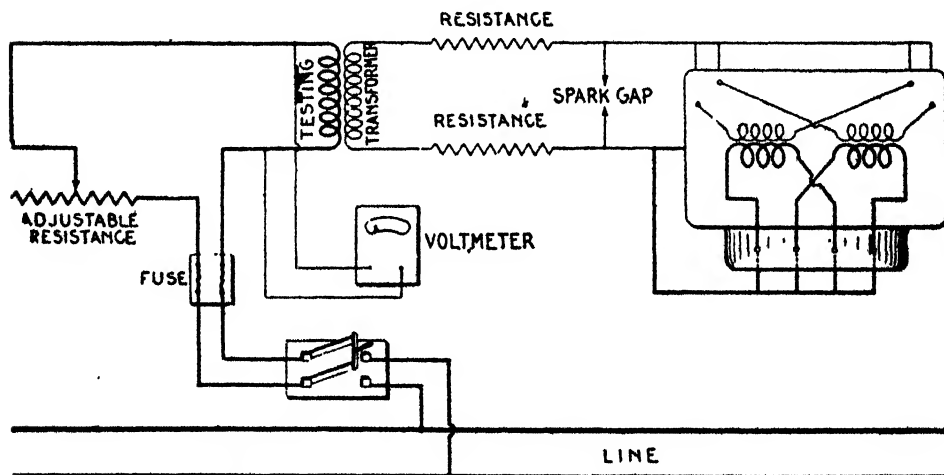 RESISTANCE
TESTING
TRANSFORMER
SPARK GAP
RESISTANCE
ADJUSTABLE
RESISTANCE
VOLTMETER
FUSE
LINE